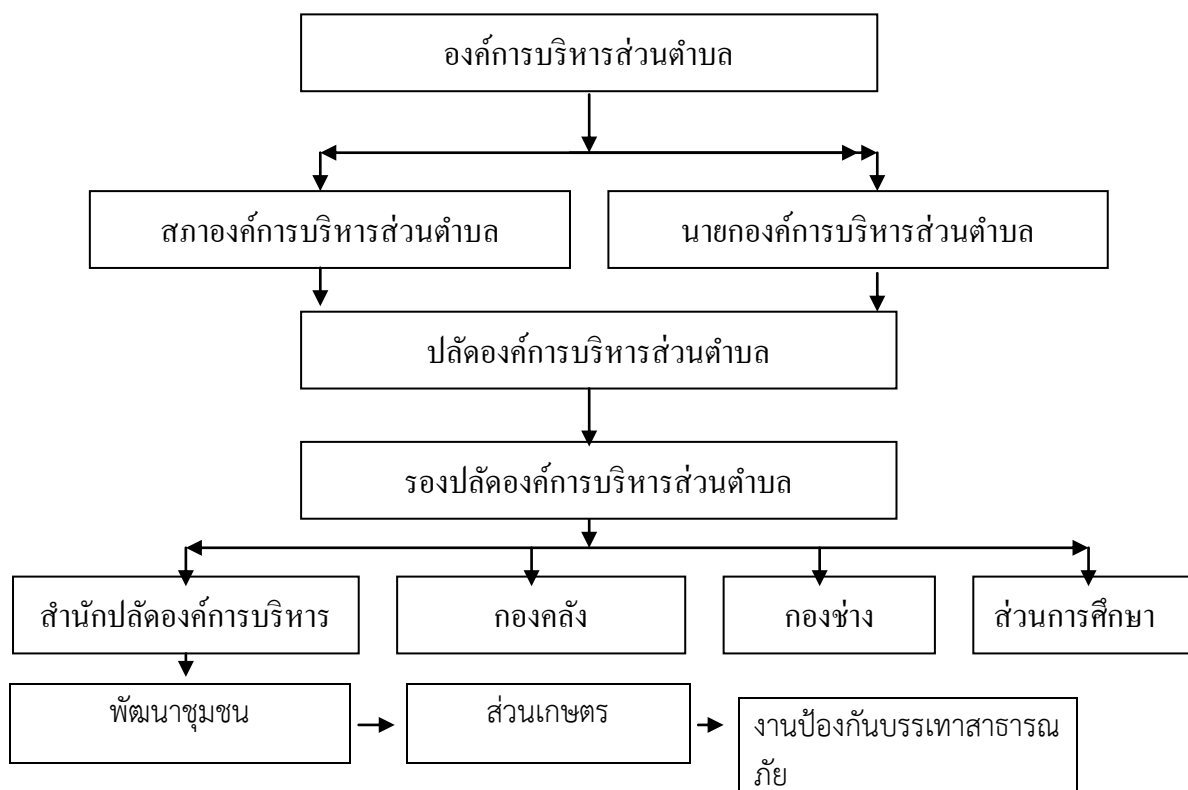 องค์การบริหารส่วนตำบล
สภาองค์การบริหารส่วนตำบล
นายกองค์การบริหารส่วนตำบล
ปลัดองค์การบริหารส่วนตำบล
รองปลัดองค์การบริหารส่วนตำบล
สำนักปลัดองค์การบริหาร
กองคลัง
กองช่าง
ส่วนการศึกษา
พัฒนาชุมชน
ส่วนเกษตร
งานป้องกันบรรเทาสาธารณ
ภัย